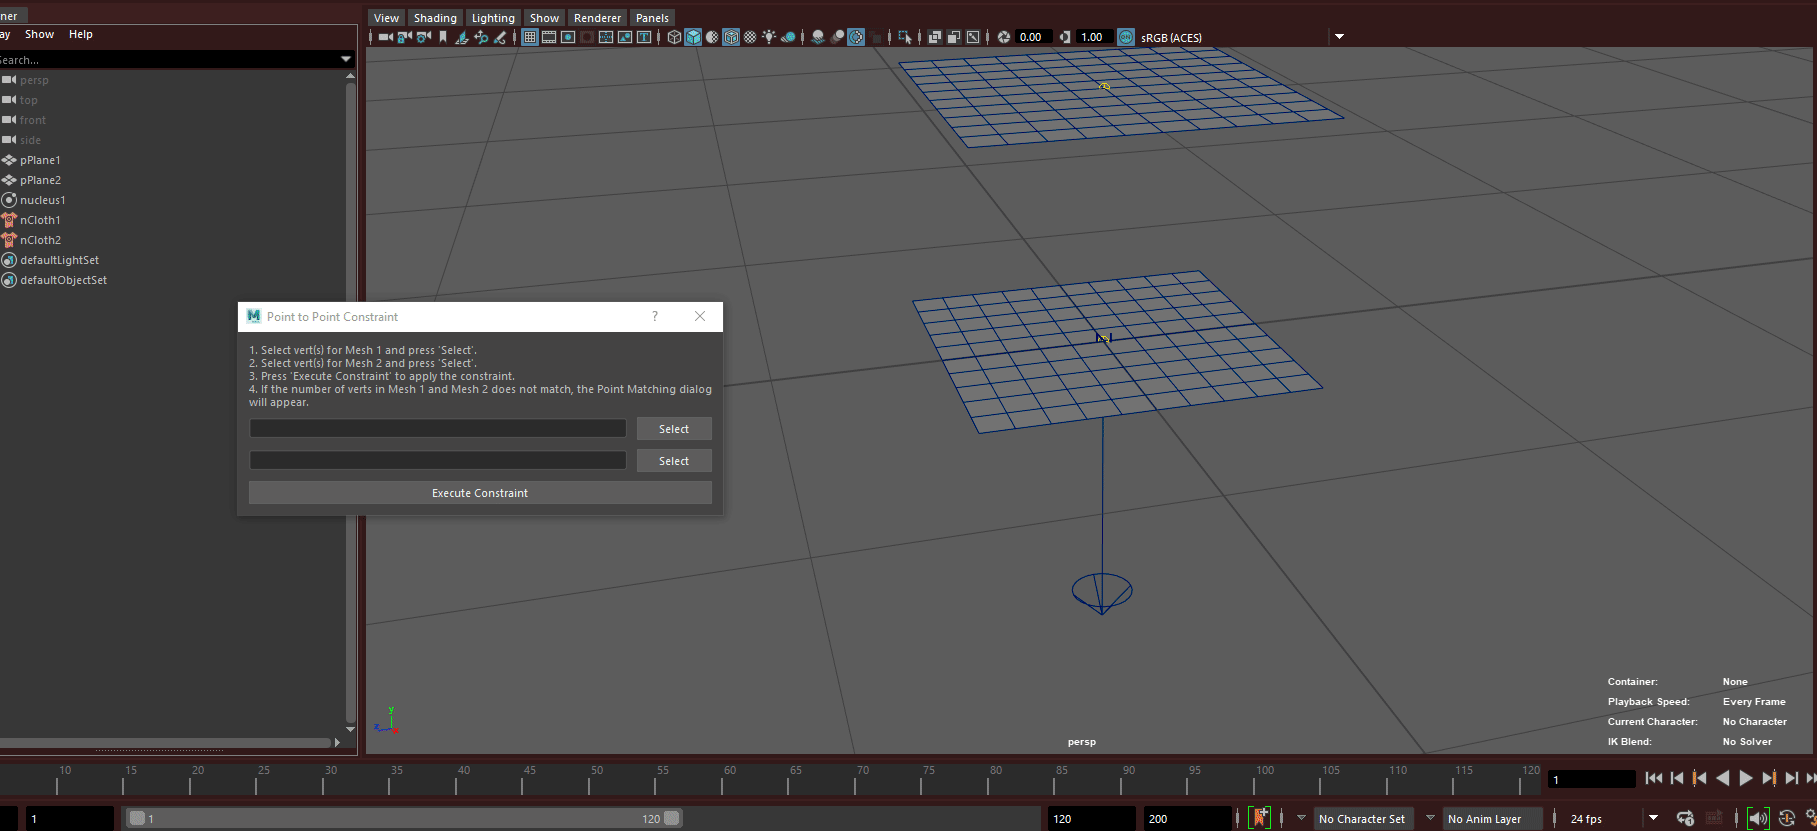 ner
View Shading Lighting Show Renderer Panels
ay Show Help
0.00 1.00 sRGB (ACES)
Search...
persp
top
front
side
pPlane1
pPlane2
nucleus1
nCloth1
nCloth2
defaultLightSet
defaultObjectSet
Point to Point Constraint ?
1. Select vert(s) for Mesh 1 and press 'Select'.
2. Select vert(s) for Mesh 2 and press 'Select'.
3. Press 'Execute Constraint' to apply the constraint.
4. If the number of verts in Mesh 1 and Mesh 2 does not match, the Point Matching dialog
will appear.
Select
Select
Execute Constraint
Container: None
Playback Speed: Every Frame
Current Character: No Character
IK Blend: No Solver
y
z x
persp
10 15 20 25 30 35 40 45 50 55 60 65 70 75 80 85 90 95 100 105 110 115 120
1
1 1 120 120 200 No Character Set No Anim Layer 24 fps